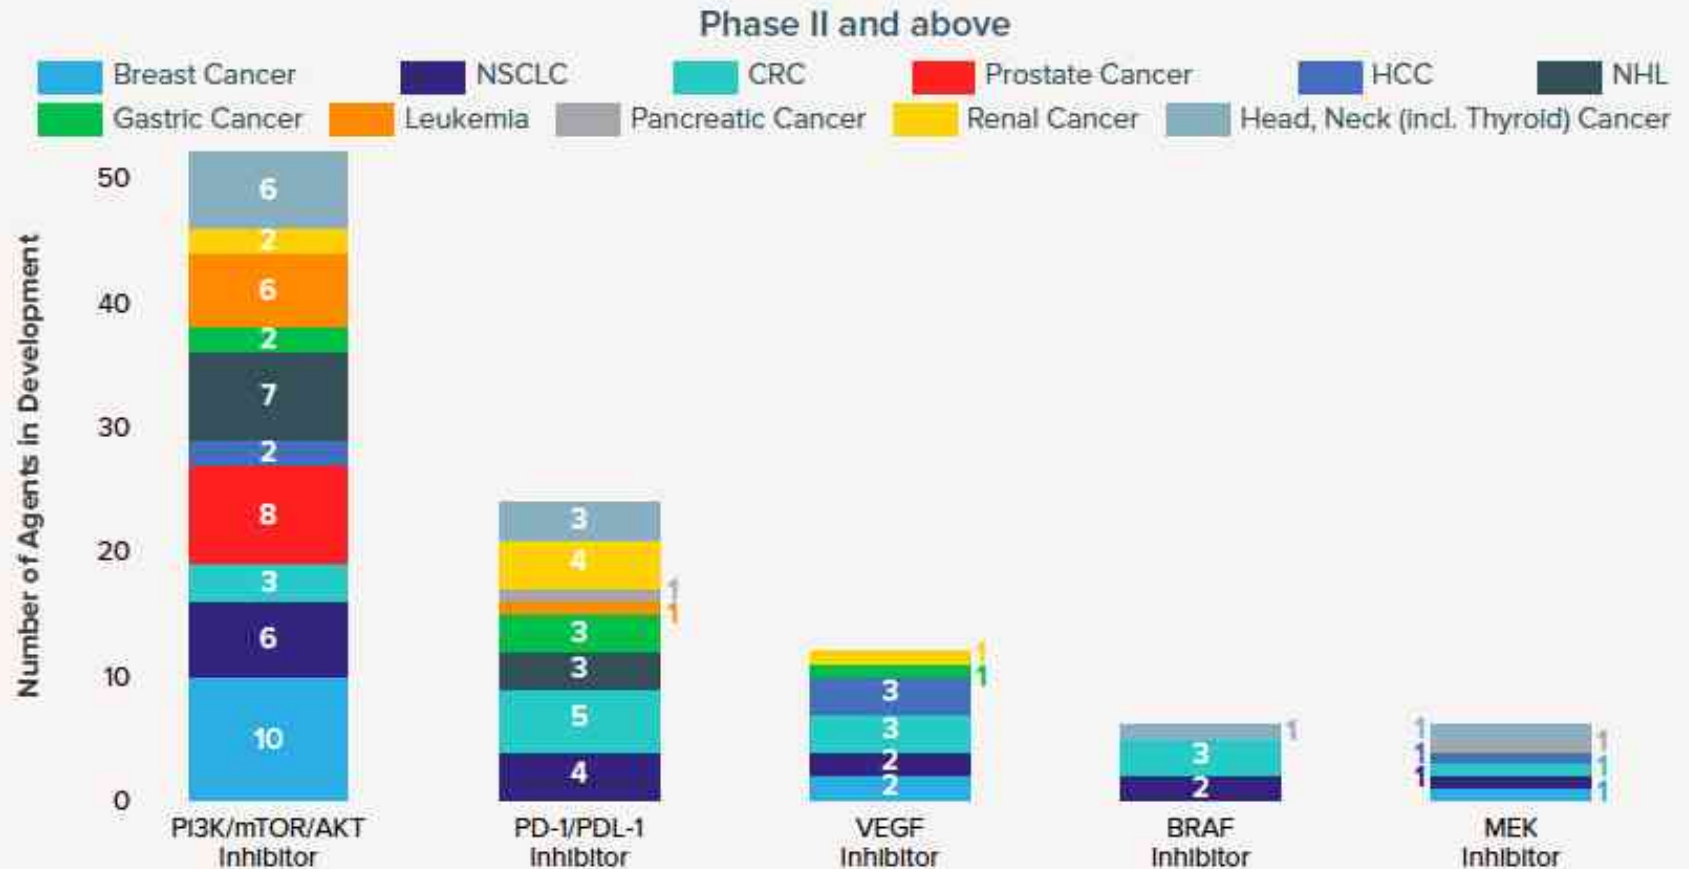 Phase II and above
Breast Cancer NSCLC CRC Prostate Cancer HCC NHL
Gastric Cancer Leukemia Pancreatic Cancer Renal Cancer Head, Neck (incl. Thyroid) Cancer
Number of Agents in Development
50
40
30
20
10
0
6
2
6
2
7
2
8
3
6
10
3
4
1
1
3
3
5
4
1
1
3
3
2
2
1
3
2
1
1
1
1
1
1
PI3K/mTOR/AKT
Inhibitor
PD-1/PDL-1
Inhibitor
VEGF
Inhibitor
BRAF
Inhibitor
MEK
Inhibitor